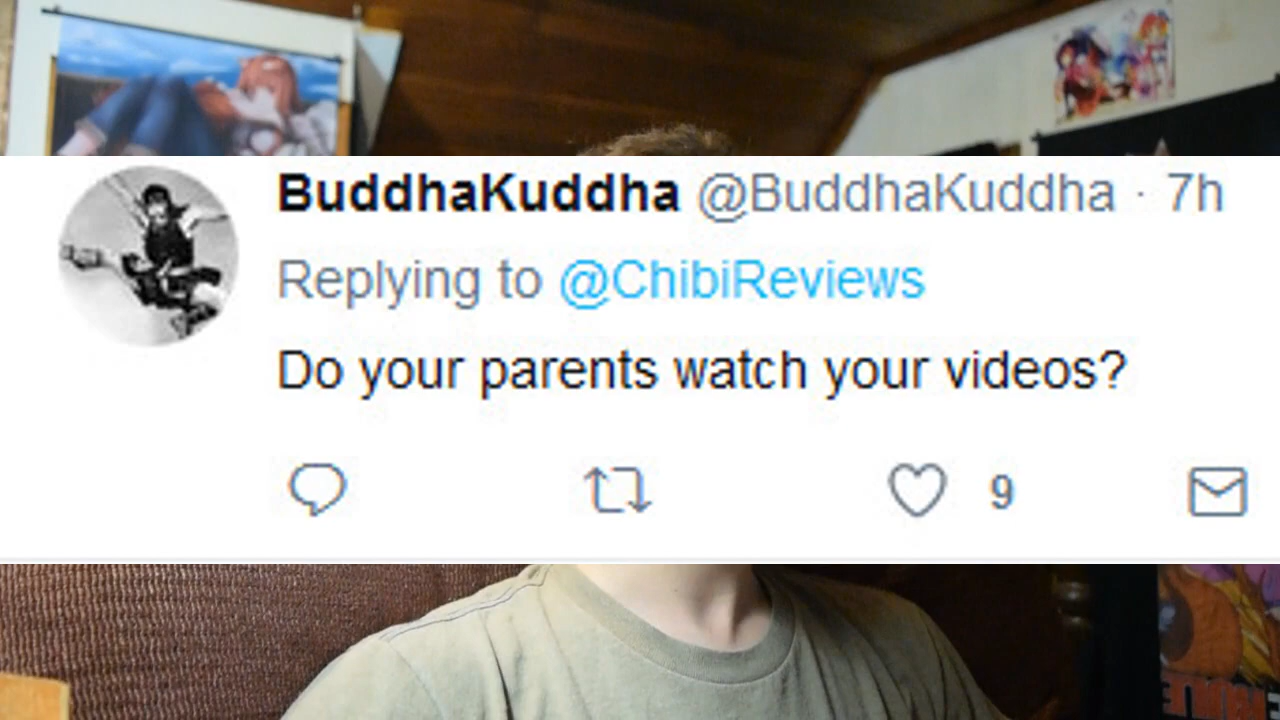 BuddhaKuddha @BuddhaKuddha · 7h
Replying to @ChibiReviews
Do your parents watch your videos?
9